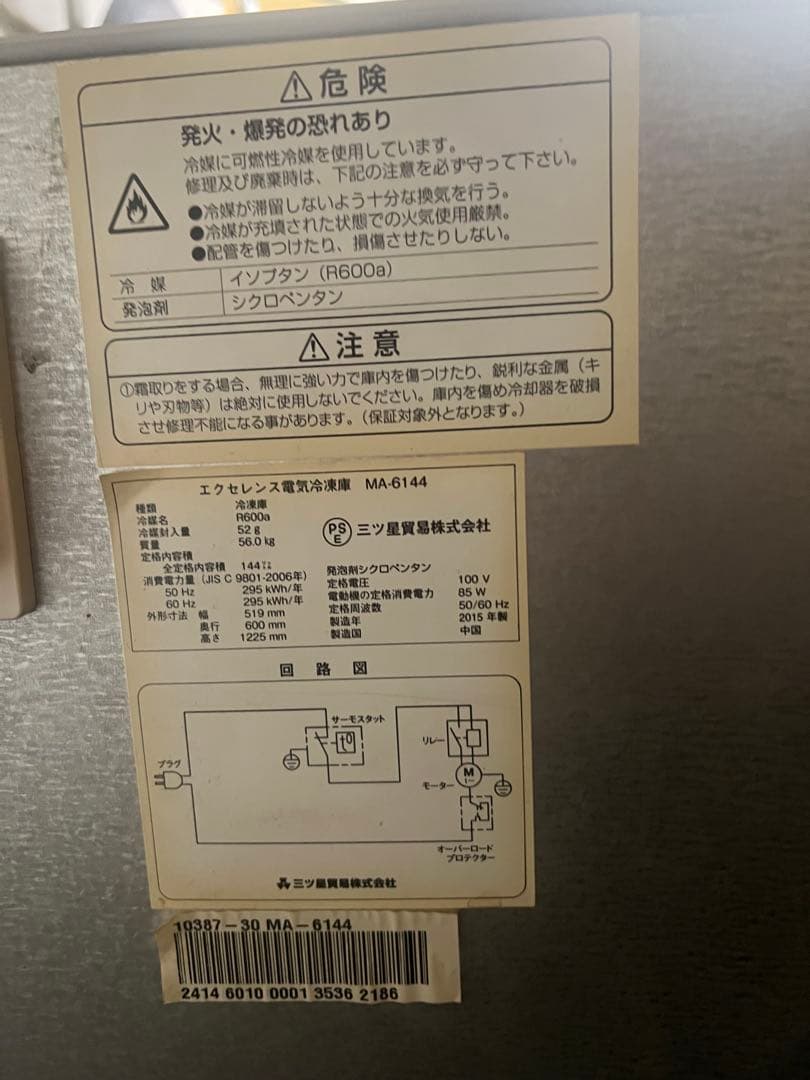 危険
発火・爆発の恐れあり
冷媒に可燃性冷媒を使用しています。
修理及び廃棄時は、下記の注意を必ず守って下さい。
●冷媒が滞留しないよう十分な換気を行う。
●冷媒が充填された状態での火気使用厳禁。
●配管を傷つけたり、損傷させたりしない。
冷媒 イソブタン（R600a）
発泡剤 シクロペンタン
注意
①霜取りをする場合、無理に強い力で庫内を傷つけたり、鋭利な金属（キ
リや刃物等）は絶対に使用しないでください。庫内を傷め冷却器を破損
させ修理不能になる事があります。（保証対象外となります。）
エクセレンス電気冷凍庫 MA-6144
種類 冷凍庫
冷媒名 R600a
冷媒封入量 52 g
質量 56.0 kg
定格内容積
全定格内容積 144㍑
消費電力量（JIS C 9801-2006年）
50 Hz 295 kWh/年
60 Hz 295 kWh/年
外形寸法 幅 519 mm
奥行 600 mm
高さ 1225 mm
PS
E
三ツ星貿易株式会社
発泡剤シクロペンタン
定格電圧 100 V
電動機の定格消費電力 85 W
定格周波数 50/60 Hz
製造年 2015 年製
製造国 中国
回路図
サーモスタット
リレー
プラグ
M
モーター
オーバーロード
プロテクター
三ツ星貿易株式会社
10387-30 MA-6144
2414 6010 0001 3536 2186